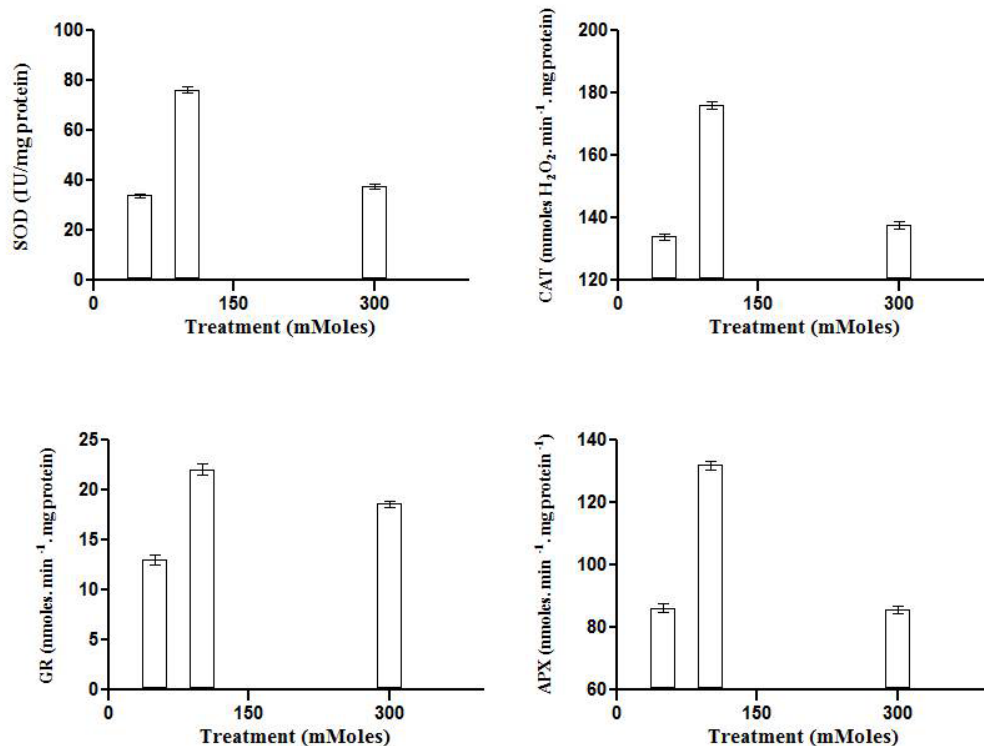 SOD (IU/mg protein)
100
80
60
40
20
0
0 150 300
Treatment (mMoles)
CAT (mmoles H₂O₂. min⁻¹. mg protein)
200
180
160
140
120
0 150 300
Treatment (mMoles)
GR (nmoles. min⁻¹. mg protein)
25
20
15
10
5
0
0 150 300
Treatment (mMoles)
APX (nmoles. min⁻¹. mg protein⁻¹)
140
120
100
80
60
0 150 300
Treatment (mMoles)